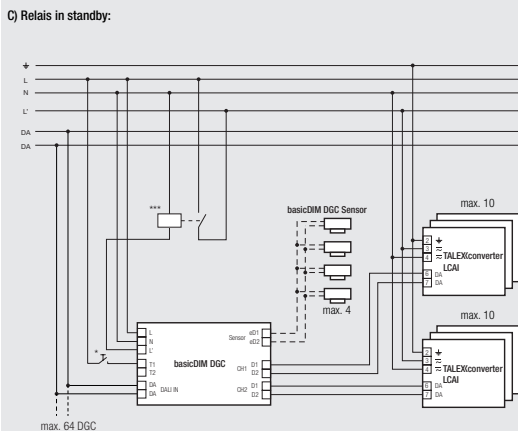 C) Relais in standby:
L
N
L'
DA
DA
***
basicDIM DGC Sensor
max. 4
max. 10
2
3
4
TALEXXconverter
LCAI
6 DA
7 DA
max. 10
2
3
4
TALEXXconverter
LCAI
6 DA
7 DA
L
N
L'
*
T1
T2
DA
DA
DALI IN
basicDIM DGC
Sensor
eD1
eD2
CH1
D1
D2
CH2
D1
D2
max. 64 DGC